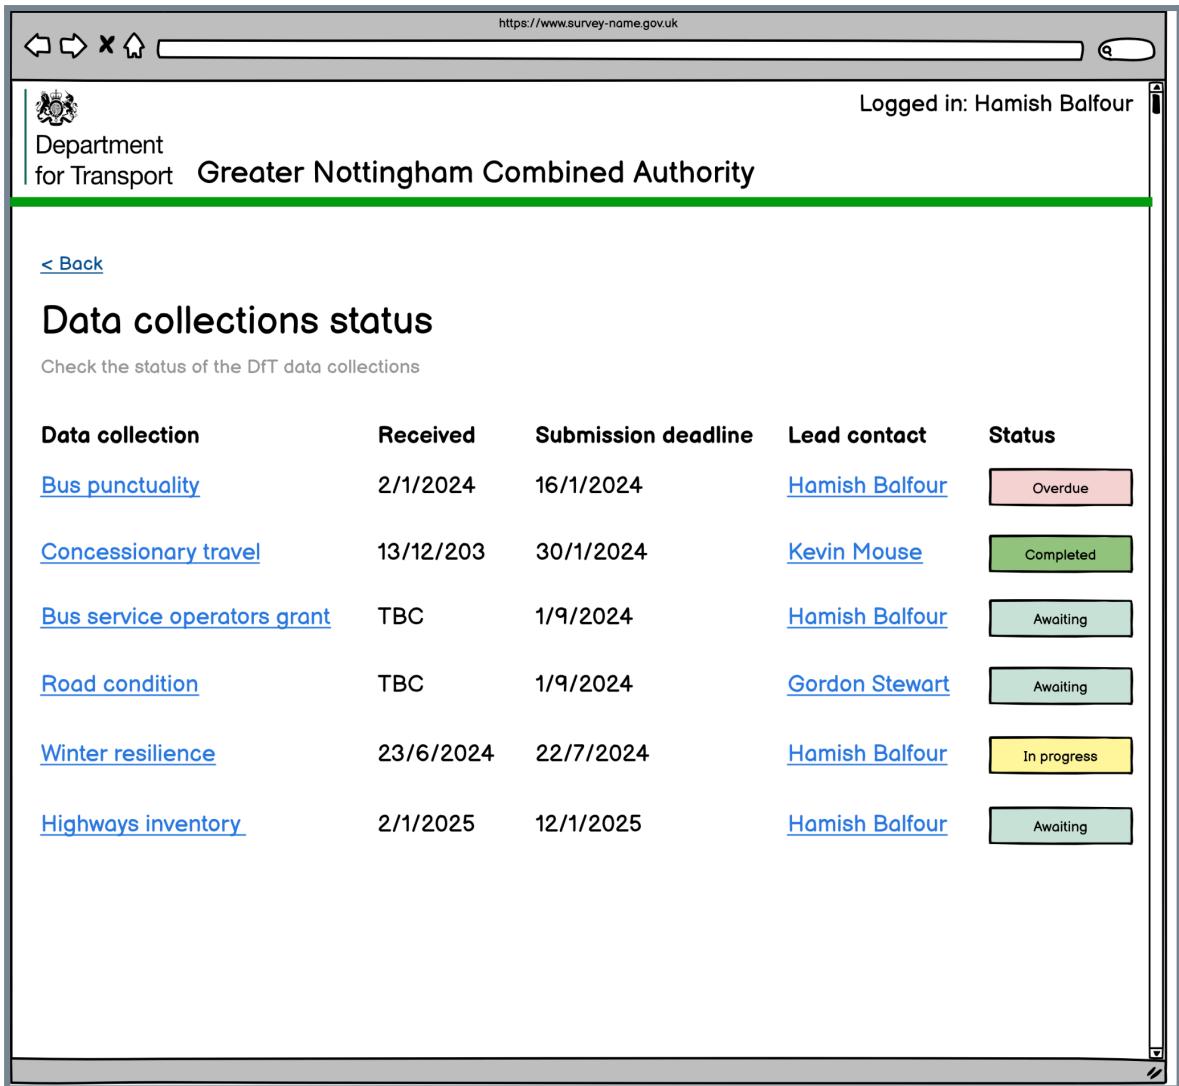 https://www.survey-name.gov.uk
Logged in: Hamish Balfour
Department
for Transport Greater Nottingham Combined Authority
< Back
Data collections status
Check the status of the DfT data collections
Data collection Received Submission deadline Lead contact Status
Bus punctuality 2/1/2024 16/1/2024 Hamish Balfour Overdue
Concessionary travel 13/12/203 30/1/2024 Kevin Mouse Completed
Bus service operators grant TBC 1/9/2024 Hamish Balfour Awaiting
Road condition TBC 1/9/2024 Gordon Stewart Awaiting
Winter resilience 23/6/2024 22/7/2024 Hamish Balfour In progress
Highways inventory 2/1/2025 12/1/2025 Hamish Balfour Awaiting